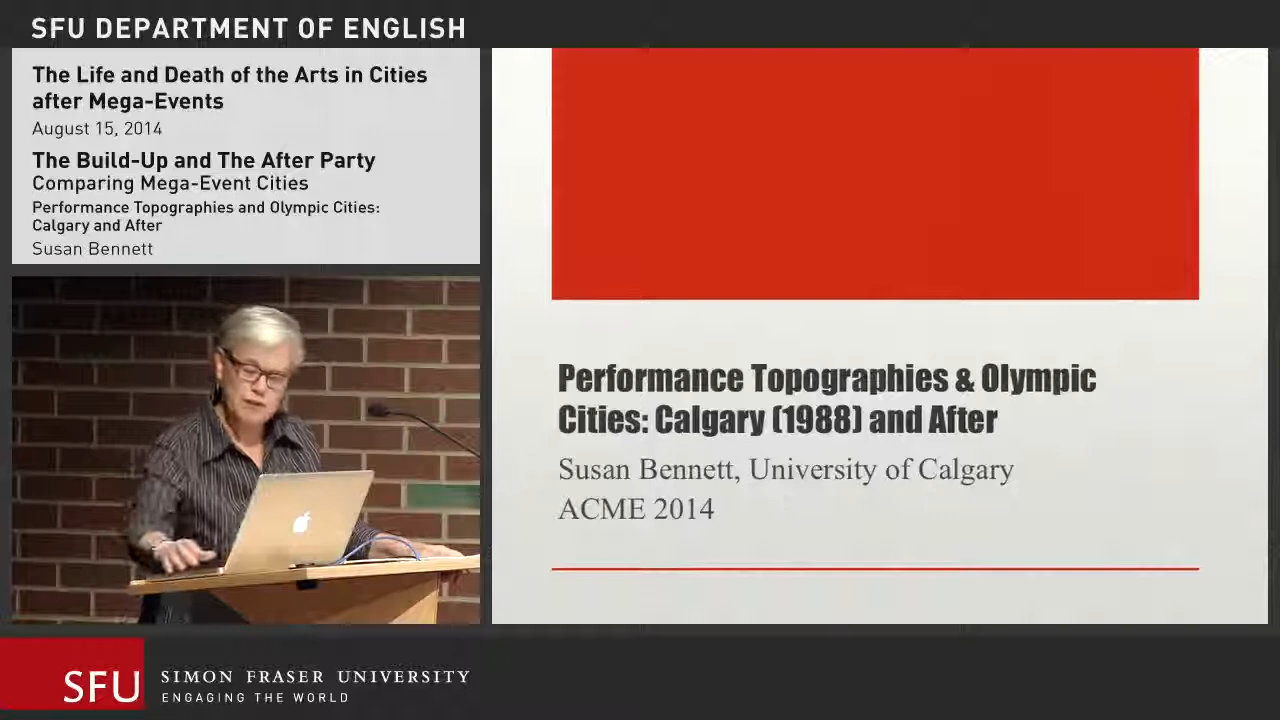 SFU DEPARTMENT OF ENGLISH
The Life and Death of the Arts in Cities
after Mega-Events
August 15, 2014
The Build-Up and The After Party
Comparing Mega-Event Cities
Performance Topographies and Olympic Cities:
Calgary and After
Susan Bennett
Performance Topographies & Olympic
Cities: Calgary (1988) and After
Susan Bennett, University of Calgary
ACME 2014
SFU
SIMON FRASER UNIVERSITY
ENGAGING THE WORLD